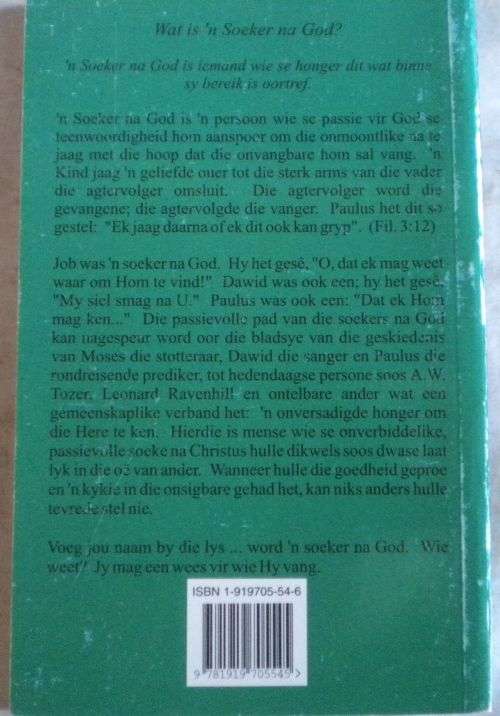 Wat is 'n Soeker na God?
'n Soeker na God is iemand wie se honger dit wat binne
sy bereik is oortref.
'n Soeker na God is 'n persoon wie se passie vir God se
teenwoordigheid hom aanspoor om die onmoontlike na te
jaag met die hoop dat die onvangbare hom sal vang. 'n
Kind jaag 'n geliefde ouer tot die sterk arms van die vader
die agtervolger omsluit. Die agtervolger word die
gevangene; die agtervolgde die vanger. Paulus het dit so
gestel: "Ek jaag daarna of ek dit ook kan gryp". (Fil. 3:12)
Job was 'n soeker na God. Hy het gesê, "O, dat ek mag weet
waar om Hom te vind!" Dawid was ook een; hy het gesê,
"My siel smag na U." Paulus was ook een: "Dat ek Hom
mag ken..." Die passievolle pad van die soekers na God
kan nagespeur word oor die bladsye van die geskiedenis
van Moses die stotteraar, Dawid die sanger en Paulus die
rondreisende prediker, tot hedendaagse persone soos A.W.
Tozer, Leonard Ravenhill en ontelbare ander wat een
gemeenskaplike verband het: 'n onversadigde honger om
die Here te ken. Hierdie is mense wie se onverbiddelike,
passievolle soeke na Christus hulle dikwels soos dwase laat
lyk in die oë van ander. Wanneer hulle die goedheid geproe
en 'n kykie in die onsigbare gehad het, kan niks anders hulle
tevrede stel nie.
Voeg jou naam by die lys ... word 'n soeker na God. Wie
weet? Jy mag een wees vir wie Hy vang.
ISBN 1-919705-54-6
9 781919 705545 >